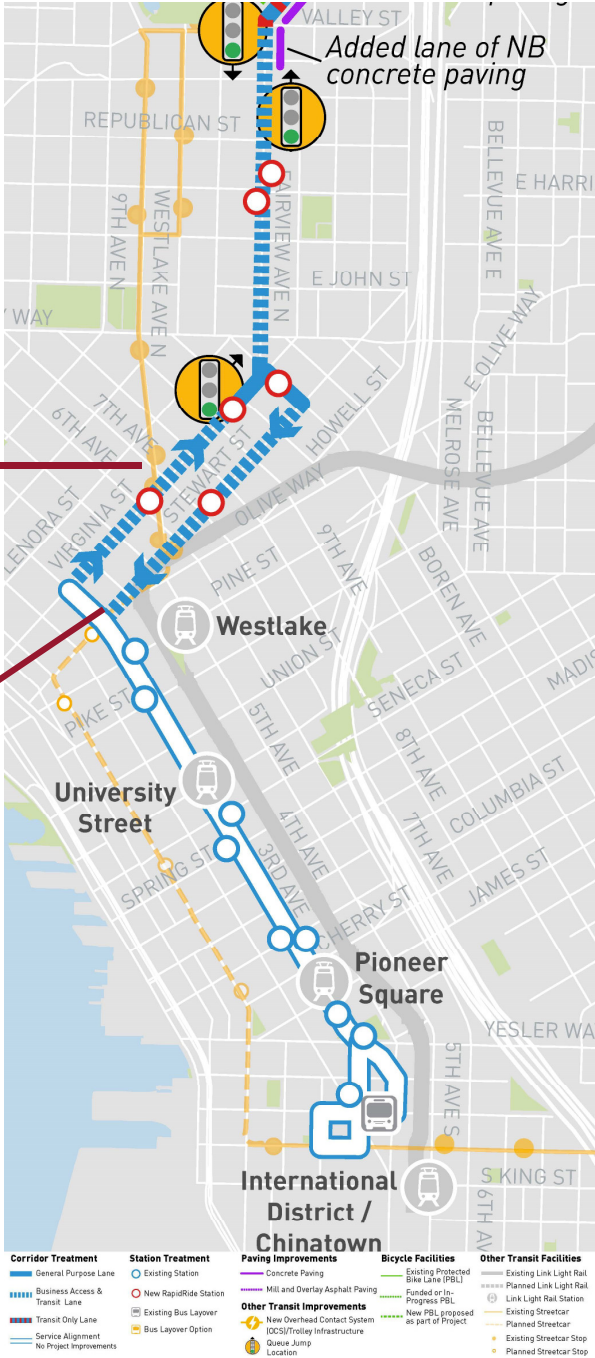 VALLEY ST
Added lane of NB
concrete paving
REPUBLICAN ST
BELLEVUE AVE E
E HARRI
9TH AVE N
WESTLAKE AVE N
FAIRVIEW AVE N
E JOHN ST
WAY
E OLIVE WAY
7TH AVE
6TH AVE
HOWELL ST
MELROSE AVE
BELLEVUE AVE
STEWART ST
OLIVE WAY
LENORA ST
VIRGINIA ST
9TH AVE
PINE ST
BOREN AVE
Westlake
UNION ST
SENECA ST
MADIS
PIKE ST
5TH AVE
8TH AVE
University
Street
COLUMBIA ST
4TH AVE
7TH AVE
SPRING ST
3RD AVE
JAMES ST
CHERRY ST
Pioneer
Square
YESLER WA
5TH AVE S
International
District /
Chinatown
S KING ST
6TH AV
Corridor Treatment
General Purpose Lane
Business Access &
Transit Lane
Transit Only Lane
Service Alignment
No Project Improvements
Station Treatment
Existing Station
New RapidRide Station
Existing Bus Layover
Bus Layover Option
Paving Improvements
Concrete Paving
Mill and Overlay Asphalt Paving
Other Transit Improvements
New Overhead Contact System
(OCS)/Trolley Infrastructure
Queue Jump
Location
Bicycle Facilities
Existing Protected
Bike Lane (PBL)
Funded or In-
Progress PBL
New PBL proposed
as part of Project
Other Transit Facilities
Existing Link Light Rail
Planned Link Light Rail
Link Light Rail Station
Existing Streetcar
Planned Streetcar
Existing Streetcar Stop
Planned Streetcar Stop